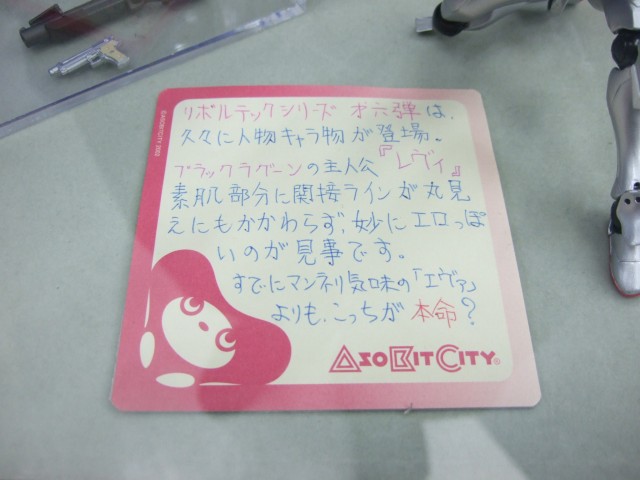 リボルテックシリーズ 才六弾は、
久々に人物キャラ物が登場。
ブラックラグーンの主人公『レヴィ』
素肌部分に関接ラインが丸見
えにもかかわらず、妙にエロっぽ
いのが見事です。
すでにマンネリ気味の「エヴァ」
よりも、こっちが本命?
ASOBITCITY®